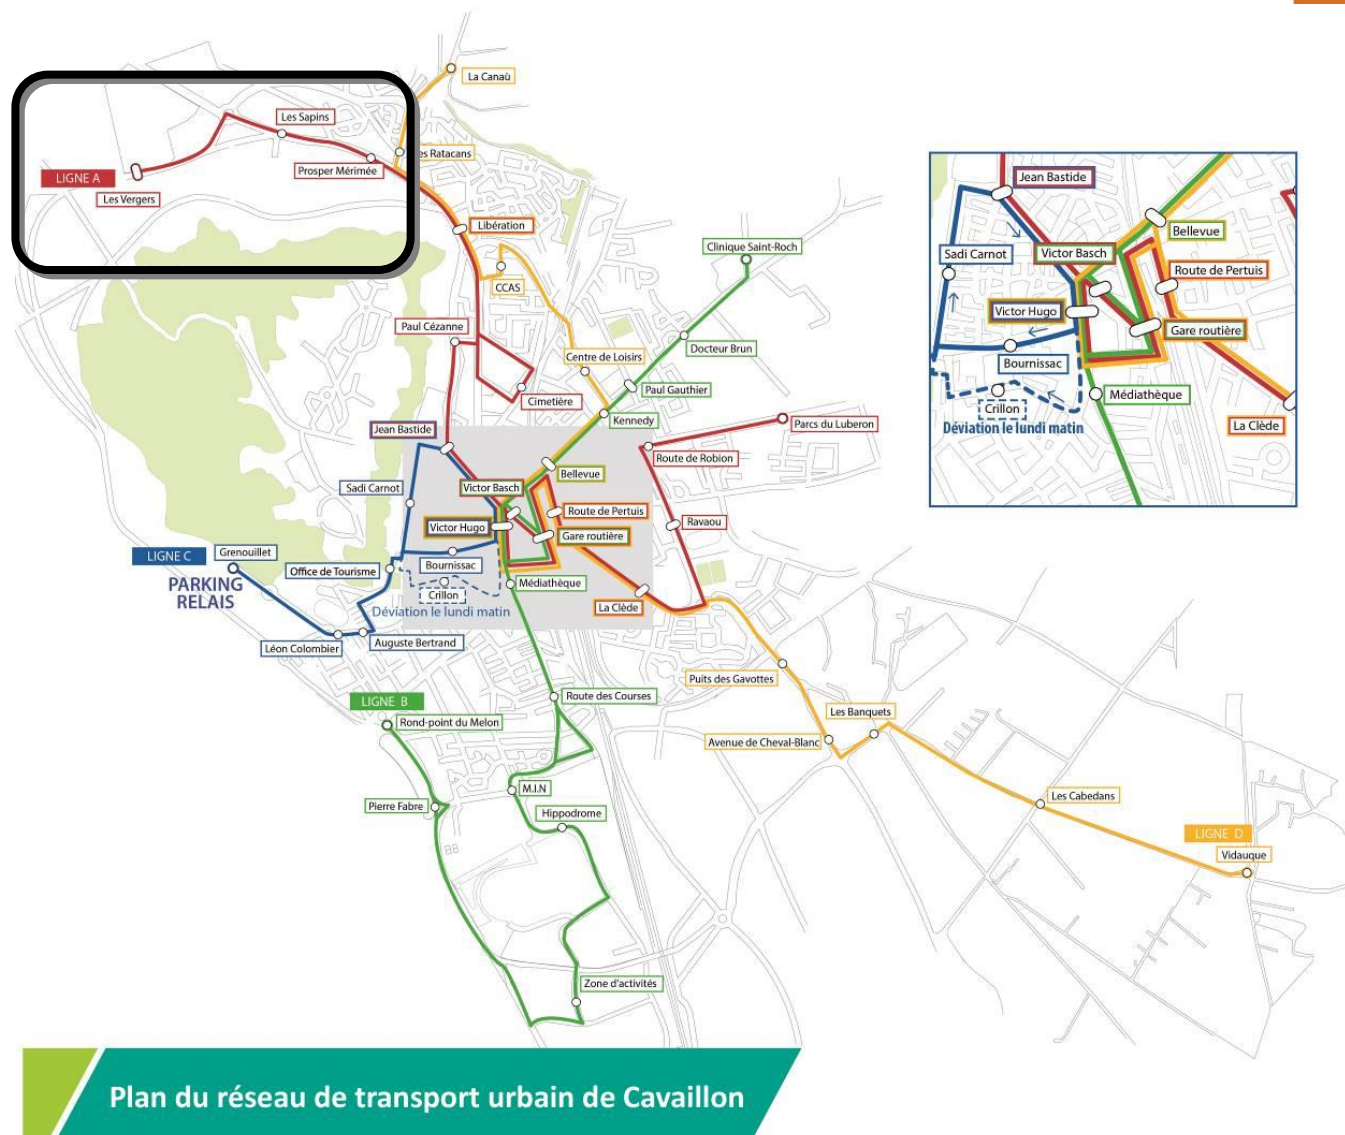 La Canaù
Les Sapins
es Ratacans
Prosper Mérimée
LIGNE A
Les Vergers
Libération
Clinique Saint-Roch
CCAS
Paul Cézanne
Docteur Brun
Centre de Loisirs
Paul Gauthier
Cimetière
Kennedy
Parcs du Luberon
Jean Bastide
Route de Robion
Bellevue
Sadi Carnot
Victor Basch
Route de Pertuis
Ravaou
Victor Hugo
Gare routière
LIGNE C
Grenouillet
PARKING
RELAIS
Office de Tourisme
Bournissac
Médiathèque
Crillon
Déviation le lundi matin
La Clède
Léon Colombier
Auguste Bertrand
Puits des Gavottes
LIGNE B
Route des Courses
Rond-point du Melon
Les Banquets
Avenue de Cheval-Blanc
M.I.N
Pierre Fabre
Hippodrome
Les Cabedans
LIGNE D
Vidauque
Zone d'activités
Jean Bastide
Bellevue
Sadi Carnot
Victor Basch
Route de Pertuis
Victor Hugo
Gare routière
Bournissac
Médiathèque
Crillon
Déviation le lundi matin
La Clède
Plan du réseau de transport urbain de Cavaillon